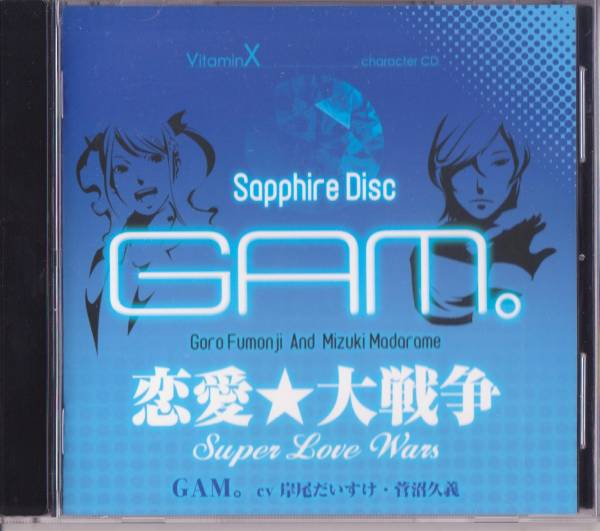 VitaminX character CD
Sapphire Disc
GAM。
Goro Fumonji And Mizuki Madarame
恋愛★大戦争
Super Love Wars
GAM。 cv 岸尾だいすけ・菅沼久義